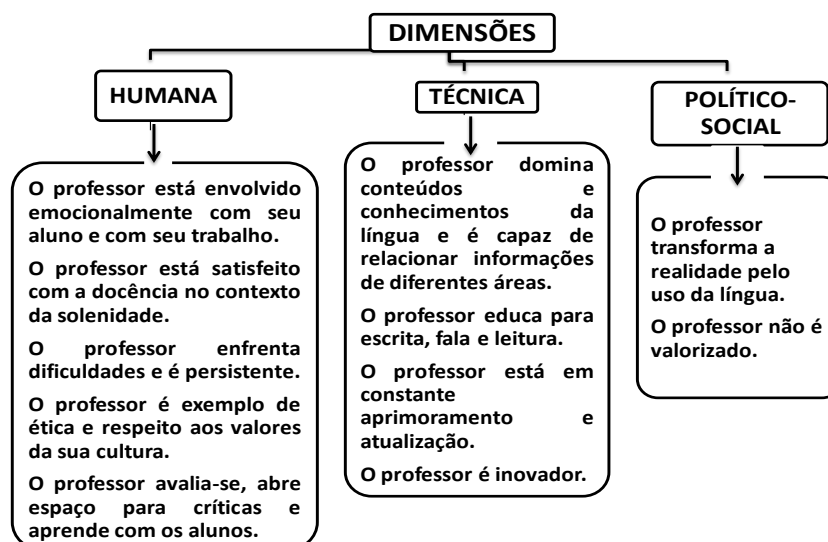 DIMENSÕES
HUMANA
O professor está envolvido
emocionalmente com seu
aluno e com seu trabalho.
O professor está satisfeito
com a docência no contexto
da solenidade.
O professor enfrenta
dificuldades e é persistente.
O professor é exemplo de
ética e respeito aos valores
da sua cultura.
O professor avalia-se, abre
espaço para críticas e
aprende com os alunos.
TÉCNICA
O professor domina
conteúdos e
conhecimentos da
língua e é capaz de
relacionar informações
de diferentes áreas.
O professor educa para
escrita, fala e leitura.
O professor está em
constante
aprimoramento e
atualização.
O professor é inovador.
POLÍTICO-
SOCIAL
O professor
transforma a
realidade pelo
uso da língua.
O professor não é
valorizado.